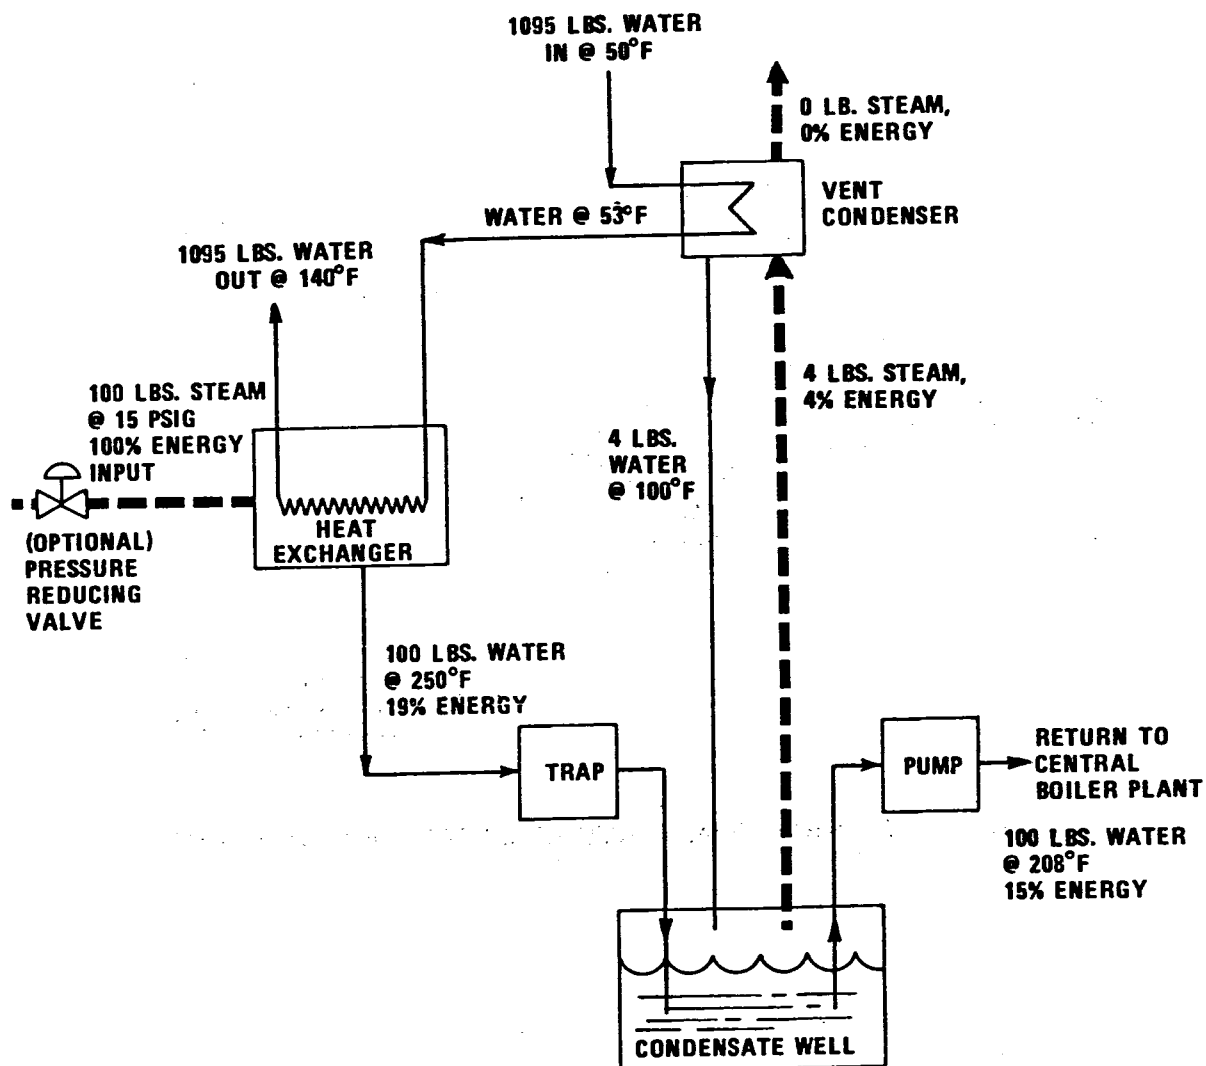 1095 LBS. WATER
IN @ 50°F
0 LB. STEAM,
0% ENERGY
VENT
CONDENSER
WATER @ 53°F
1095 LBS. WATER
OUT @ 140°F
100 LBS. STEAM
@ 15 PSIG
100% ENERGY
INPUT
4 LBS. STEAM,
4% ENERGY
4 LBS.
WATER
@ 100°F
HEAT
EXCHANGER
(OPTIONAL)
PRESSURE
REDUCING
VALVE
100 LBS. WATER
@ 250°F
19% ENERGY
TRAP
PUMP
RETURN TO
CENTRAL
BOILER PLANT
100 LBS. WATER
@ 208°F
15% ENERGY
CONDENSATE WELL